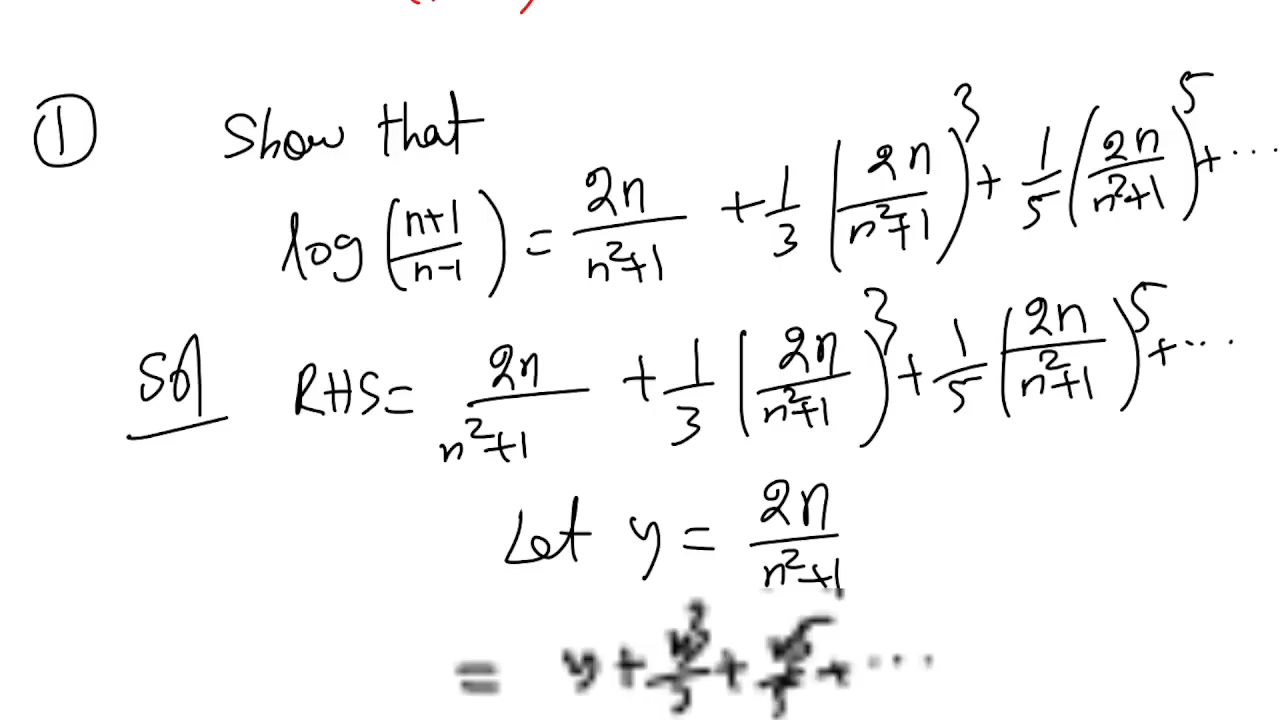 ① Show that
log((n+1)/(n-1)) = 2n/(n²+1) + 1/3 (2n/(n²+1))³ + 1/5 (2n/(n²+1))⁵ + ...
Sol RHS = 2n/(n²+1) + 1/3 (2n/(n²+1))³ + 1/5 (2n/(n²+1))⁵ + ...
Let y = 2n/(n²+1)
= y + y³/3 + y⁵/5 + ...